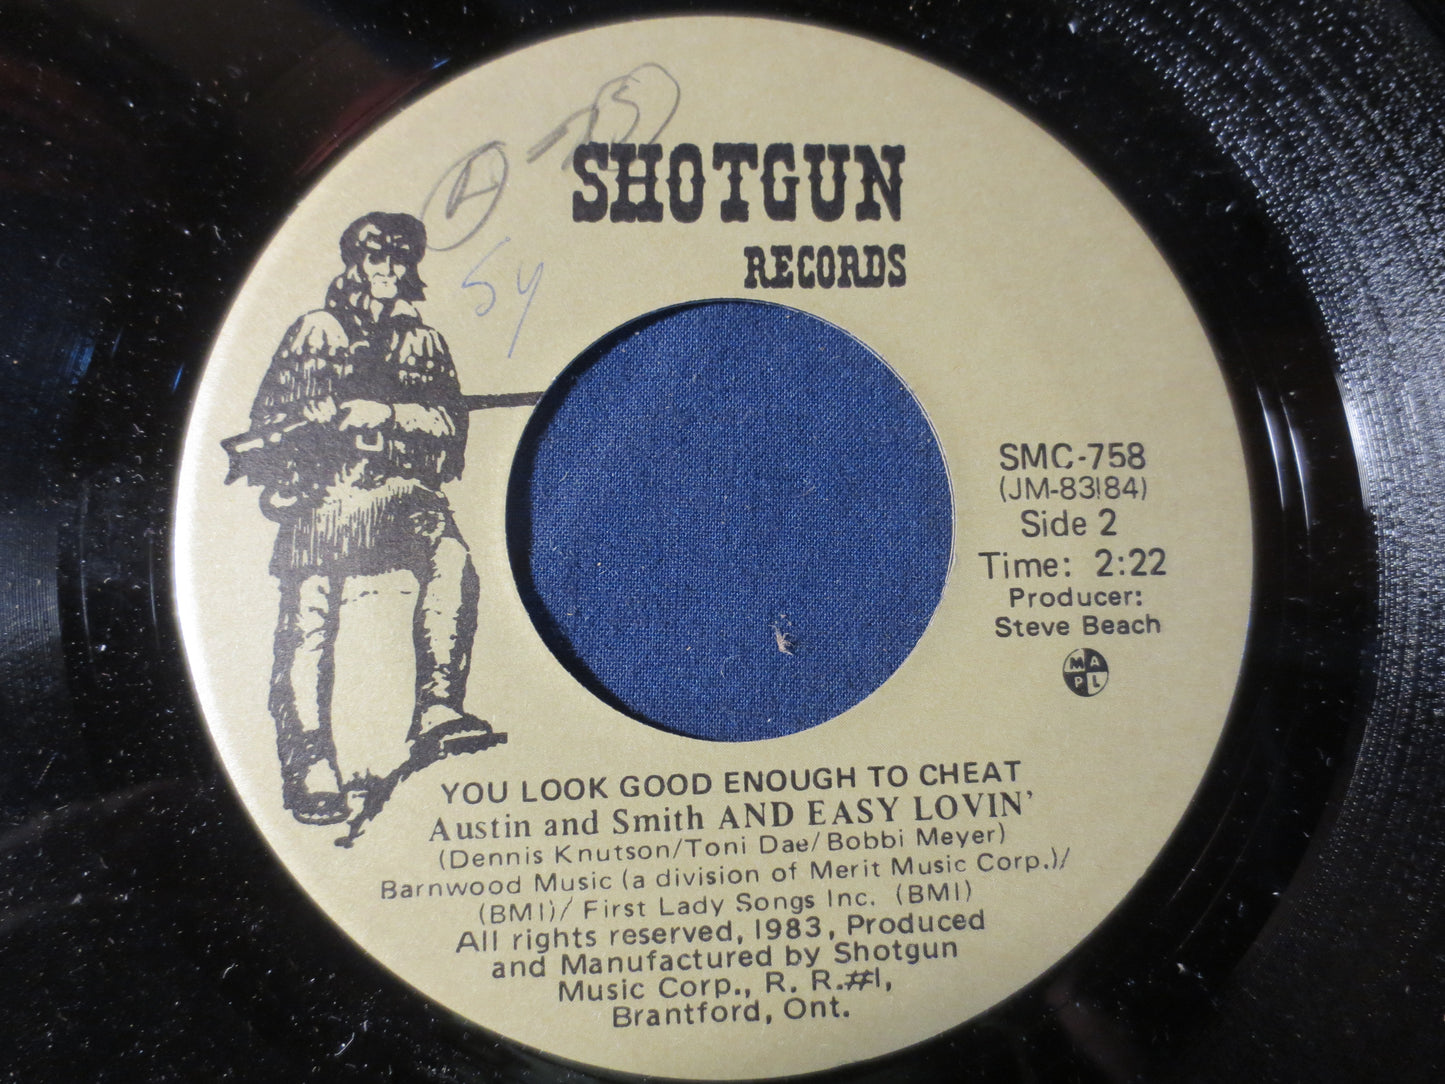 A - 15
SHOTGUN
RECORDS
SMC-758
(JM-83184)
Side 2
Time: 2:22
Producer:
Steve Beach
M A
P L
YOU LOOK GOOD ENOUGH TO CHEAT
Austin and Smith AND EASY LOVIN'
(Dennis Knutson/Toni Dae/Bobbi Meyer)
Barnwood Music (a division of Merit Music Corp.)/
(BMI)/ First Lady Songs Inc. (BMI)
All rights reserved, 1983, Produced
and Manufactured by Shotgun
Music Corp., R. R.#1,
Brantford, Ont.